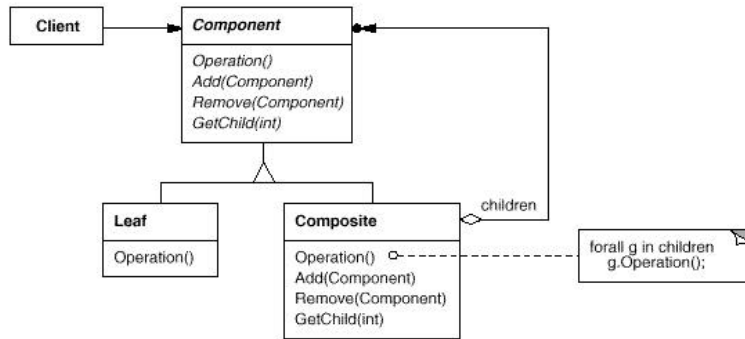 Client
Component
Operation()
Add(Component)
Remove(Component)
GetChild(int)
children
Leaf
Operation()
Composite
Operation()
Add(Component)
Remove(Component)
GetChild(int)
forall g in children
g.Operation();